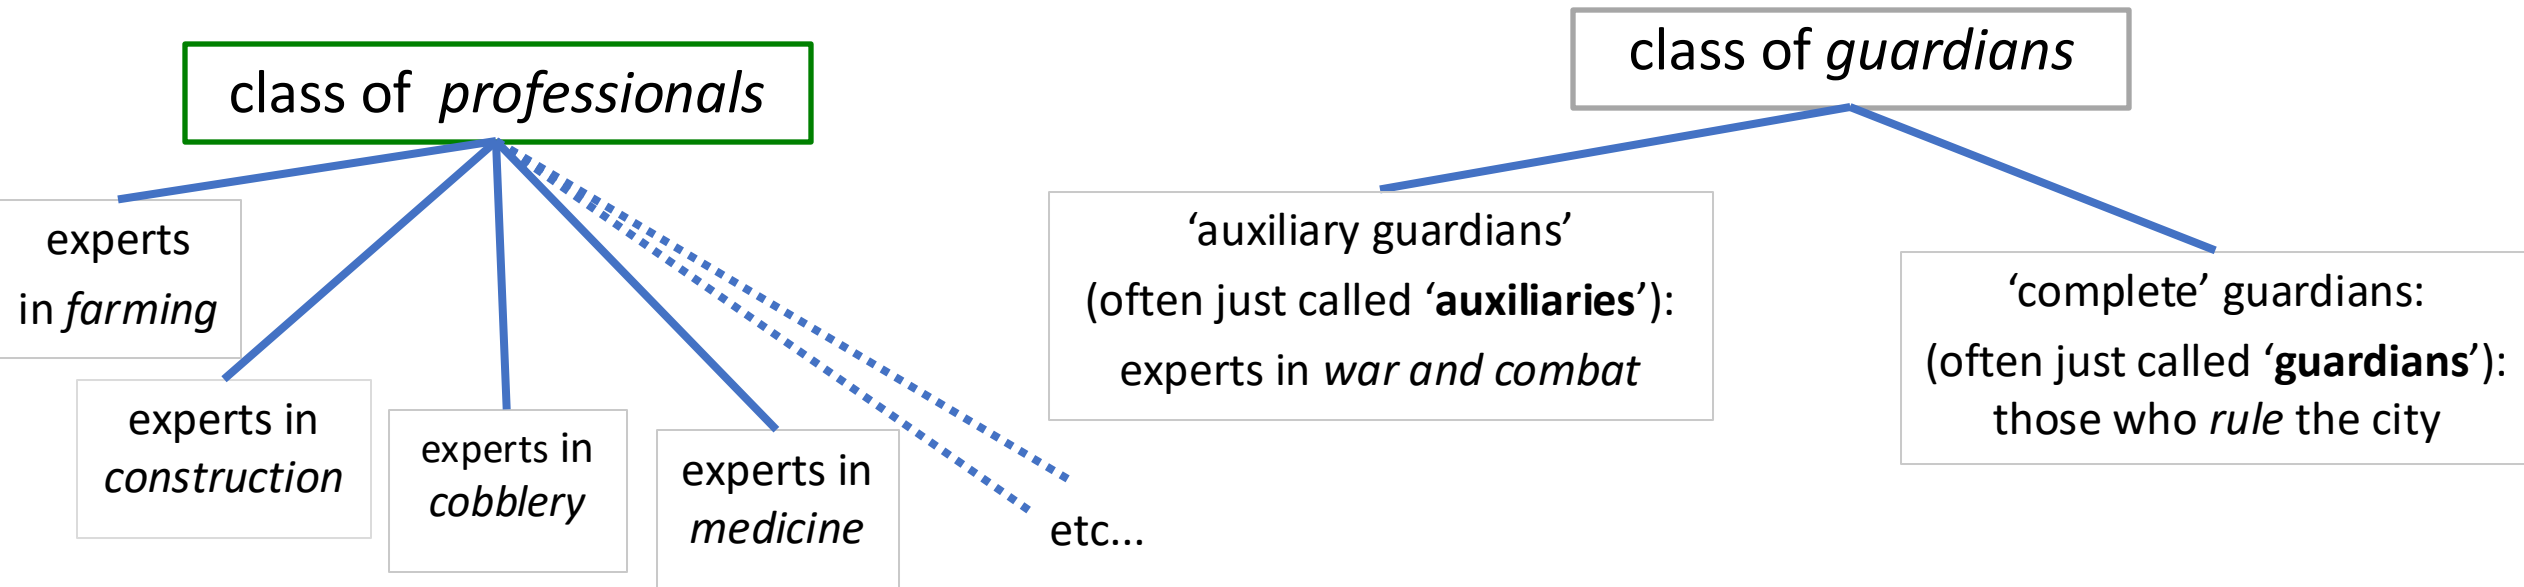 class of professionals
class of guardians
experts
in farming
experts in
construction
experts in
cobblery
experts in
medicine
etc...
‘auxiliary guardians’
(often just called ‘auxiliaries’):
experts in war and combat
‘complete’ guardians:
(often just called ‘guardians’):
those who rule the city